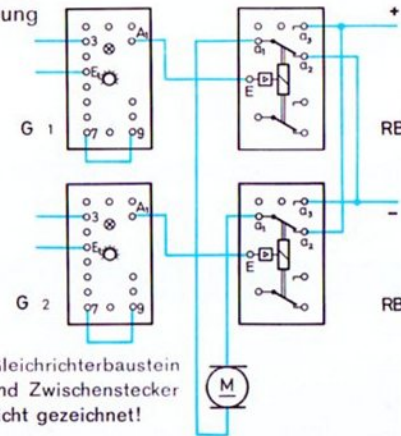 ung
3 A₁ a₃ +
a₁
E₁ a₂
E
G 1 7 9 RB
3 A₁ a₃ −
a₁
E₁ a₂
E
G 2 7 9 RB
leichrichterbaustein
nd Zwischenstecker
icht gezeichnet!
M